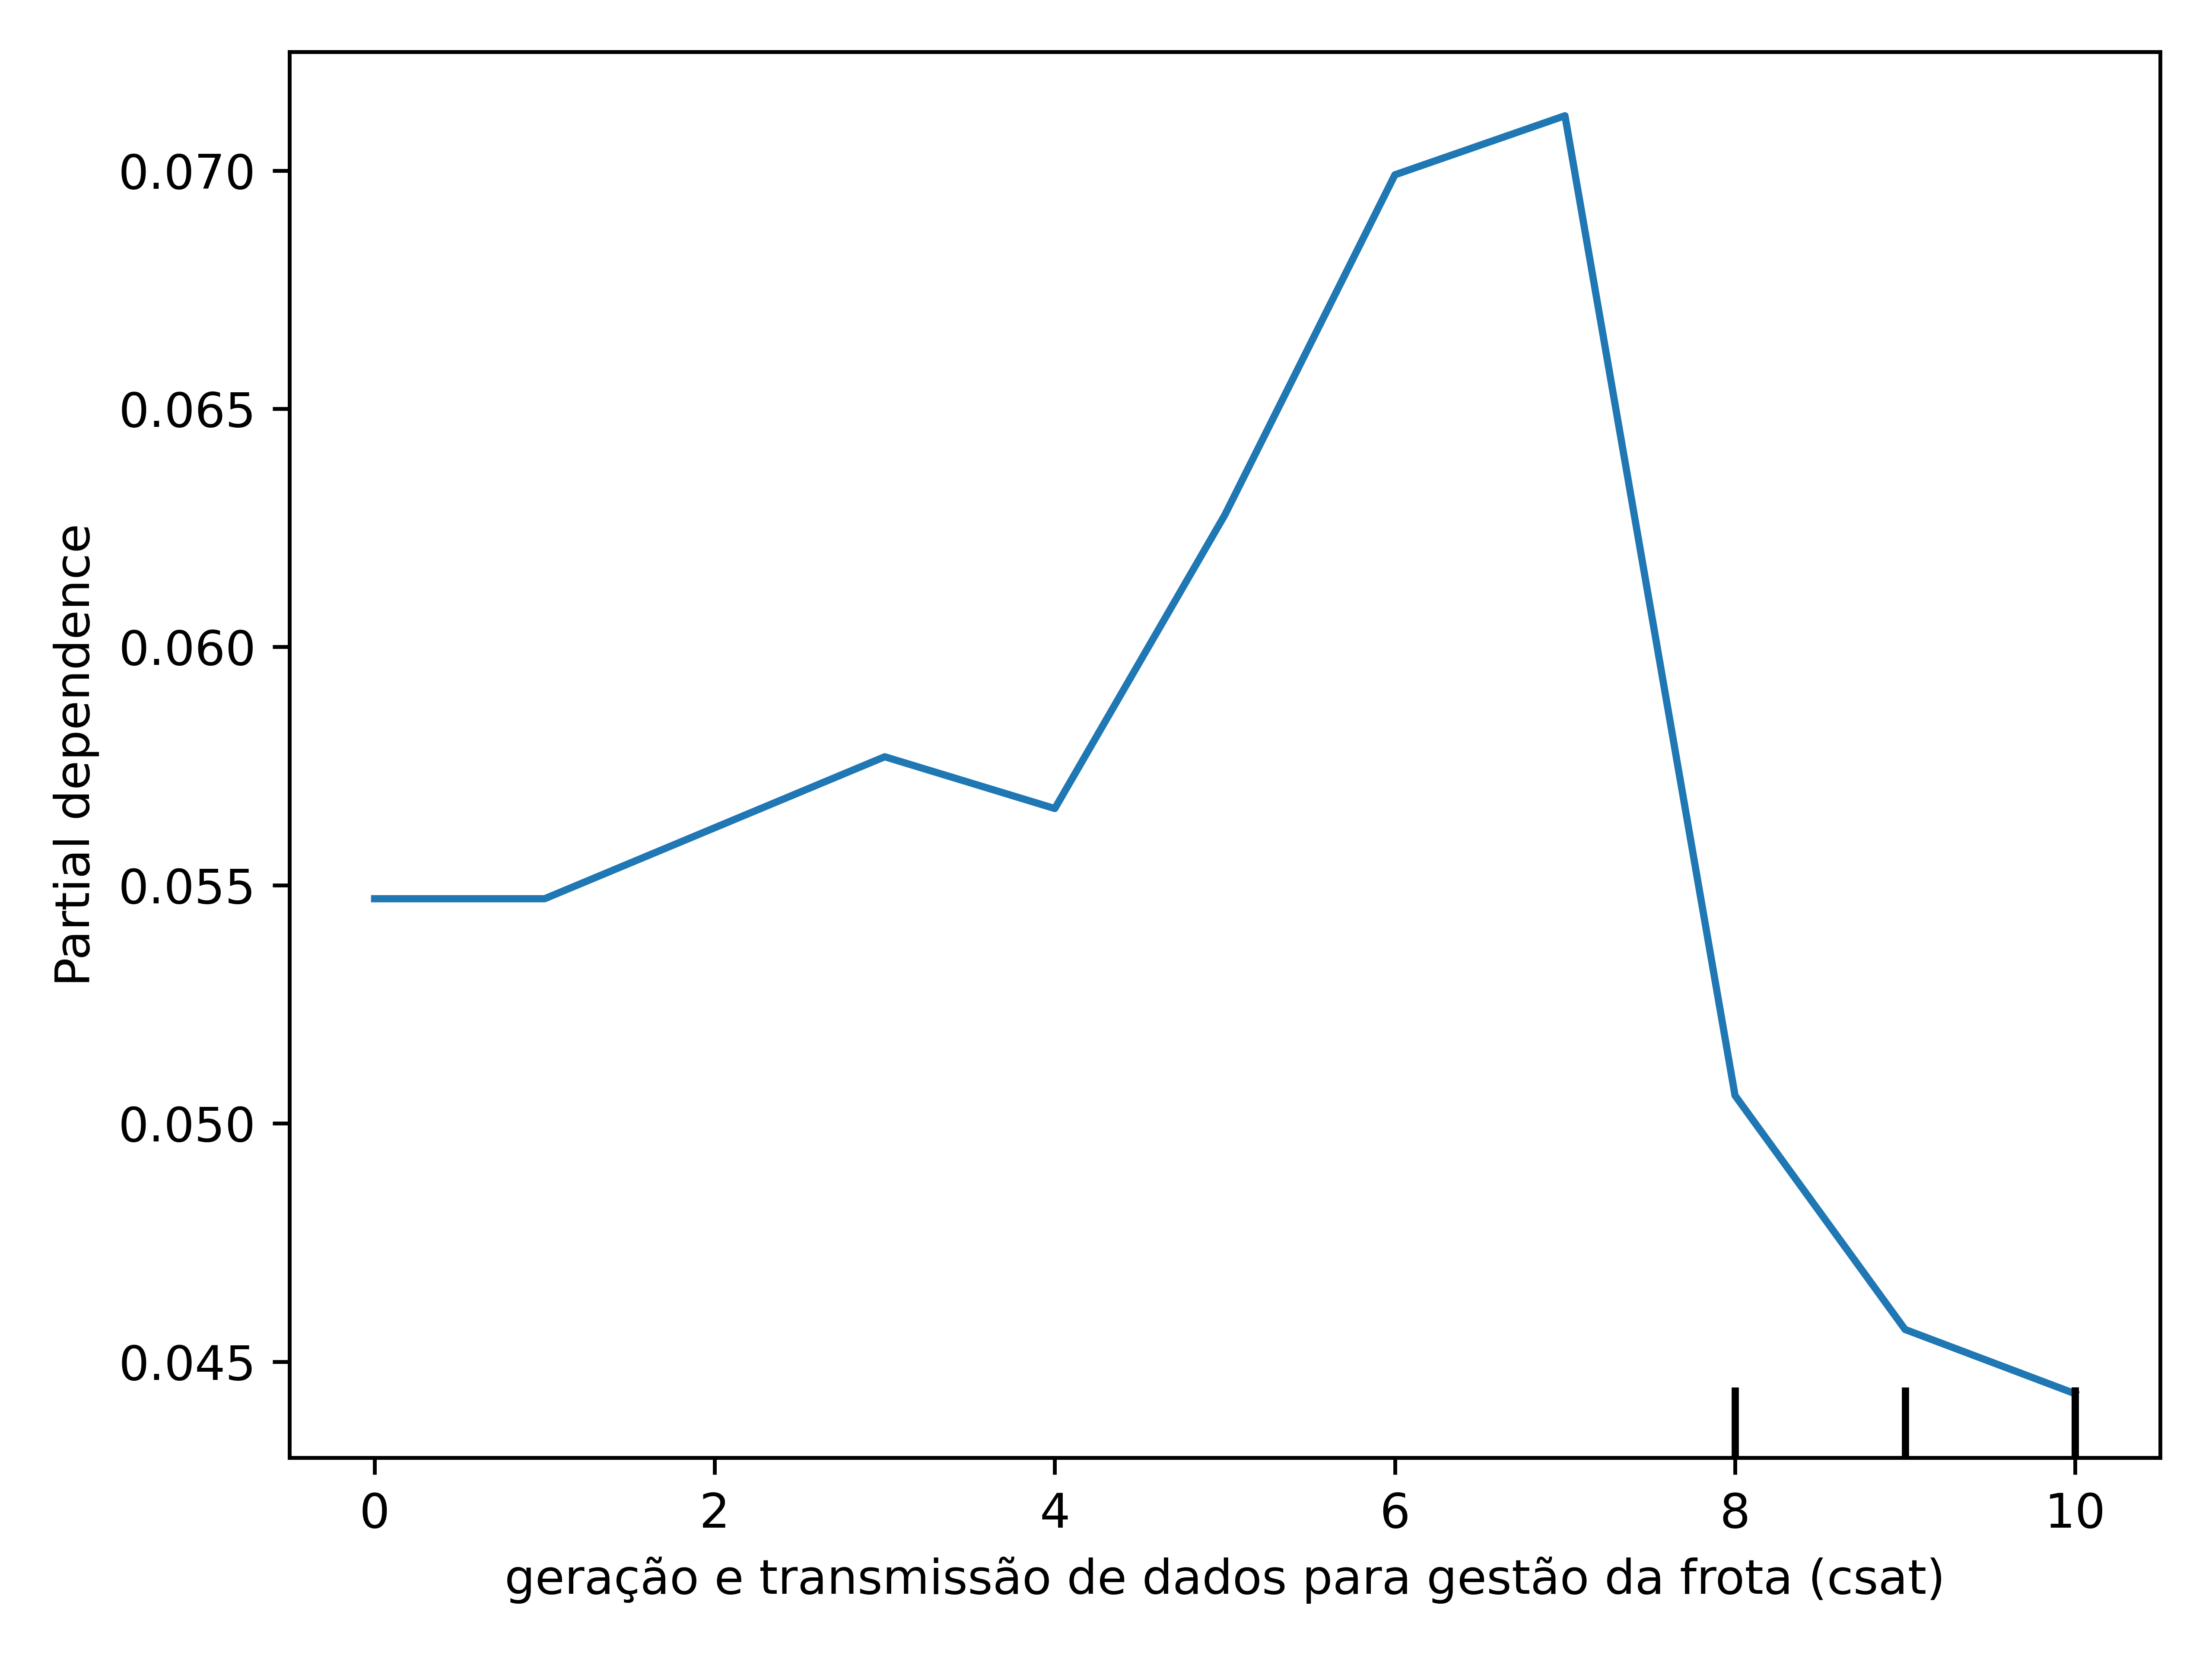 Partial dependence
0.070
0.065
0.060
0.055
0.050
0.045
0 2 4 6 8 10
geração e transmissão de dados para gestão da frota (csat)